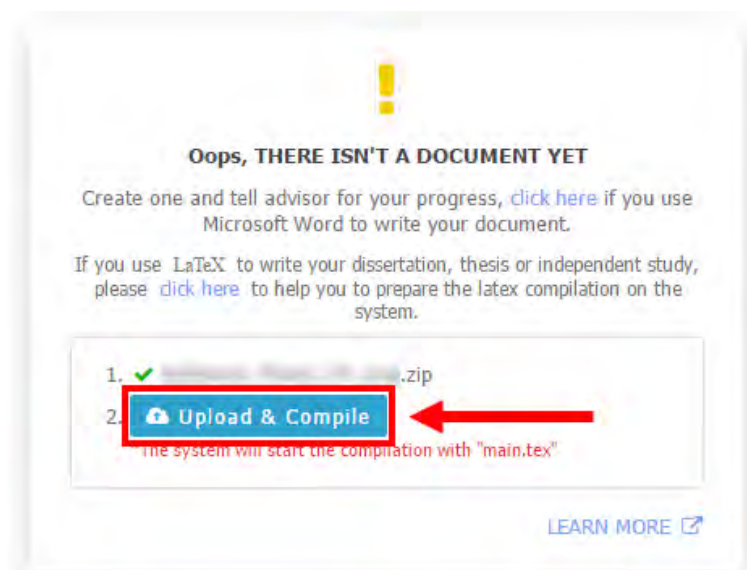 Oops, THERE ISN'T A DOCUMENT YET
Create one and tell advisor for your progress, click here if you use
Microsoft Word to write your document.
If you use LaTeX to write your dissertation, thesis or independent study,
please click here to help you to prepare the latex compilation on the
system.
1. .zip
2. Upload & Compile
*The system will start the compilation with "main.tex"
LEARN MORE